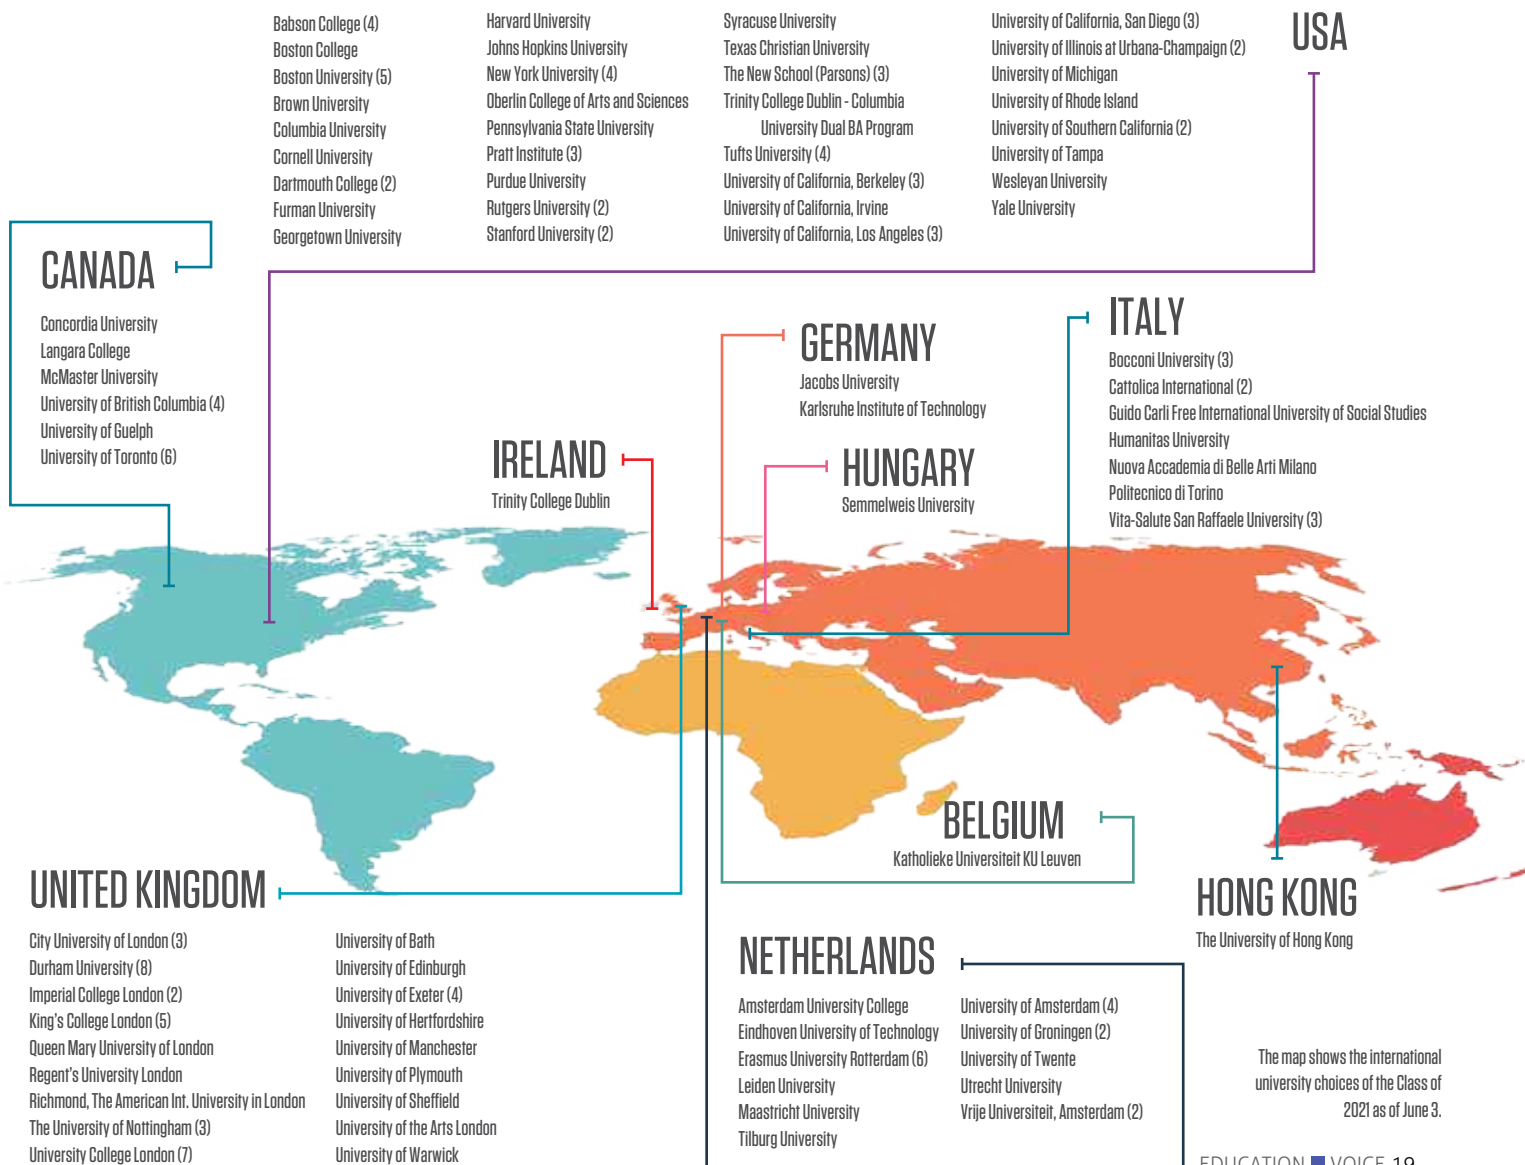 USA
Babson College (4)
Boston College
Boston University (5)
Brown University
Columbia University
Cornell University
Dartmouth College (2)
Furman University
Georgetown University
Harvard University
Johns Hopkins University
New York University (4)
Oberlin College of Arts and Sciences
Pennsylvania State University
Pratt Institute (3)
Purdue University
Rutgers University (2)
Stanford University (2)
Syracuse University
Texas Christian University
The New School (Parsons) (3)
Trinity College Dublin - Columbia
University Dual BA Program
Tufts University (4)
University of California, Berkeley (3)
University of California, Irvine
University of California, Los Angeles (3)
University of California, San Diego (3)
University of Illinois at Urbana-Champaign (2)
University of Michigan
University of Rhode Island
University of Southern California (2)
University of Tampa
Wesleyan University
Yale University
CANADA
Concordia University
Langara College
McMaster University
University of British Columbia (4)
University of Guelph
University of Toronto (6)
IRELAND
Trinity College Dublin
GERMANY
Jacobs University
Karlsruhe Institute of Technology
HUNGARY
Semmelweis University
ITALY
Bocconi University (3)
Cattolica International (2)
Guido Carli Free International University of Social Studies
Humanitas University
Nuova Accademia di Belle Arti Milano
Politecnico di Torino
Vita-Salute San Raffaele University (3)
BELGIUM
Katholieke Universiteit KU Leuven
HONG KONG
The University of Hong Kong
UNITED KINGDOM
City University of London (3)
Durham University (8)
Imperial College London (2)
King's College London (5)
Queen Mary University of London
Regent's University London
Richmond, The American Int. University in London
The University of Nottingham (3)
University College London (7)
University of Bath
University of Edinburgh
University of Exeter (4)
University of Hertfordshire
University of Manchester
University of Plymouth
University of Sheffield
University of the Arts London
University of Warwick
NETHERLANDS
Amsterdam University College
Eindhoven University of Technology
Erasmus University Rotterdam (6)
Leiden University
Maastricht University
Tilburg University
University of Amsterdam (4)
University of Groningen (2)
University of Twente
Utrecht University
Vrije Universiteit, Amsterdam (2)
The map shows the international
university choices of the Class of
2021 as of June 3.
EDUCATION VOICE 19